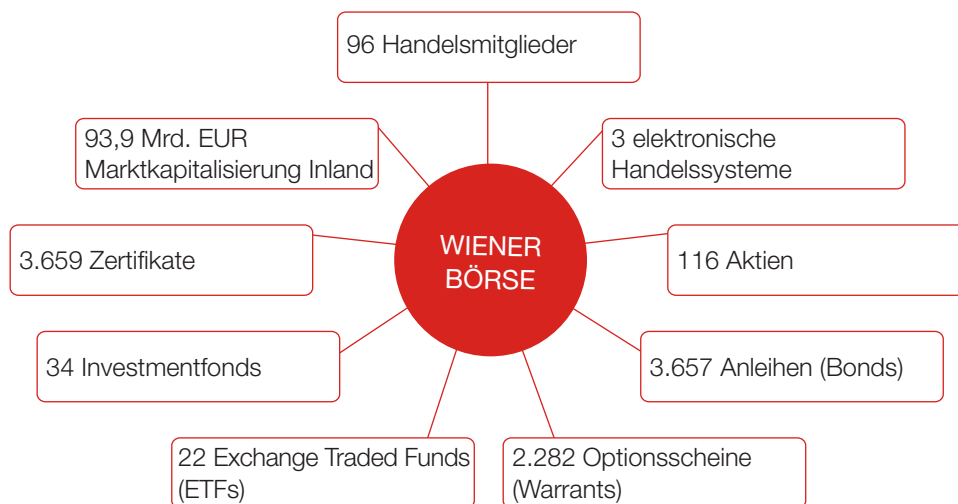 96 Handelsmitglieder
93,9 Mrd. EUR
Marktkapitalisierung Inland
3 elektronische
Handelssysteme
WIENER
BÖRSE
3.659 Zertifikate
116 Aktien
34 Investmentfonds
3.657 Anleihen (Bonds)
22 Exchange Traded Funds
(ETFs)
2.282 Optionsscheine
(Warrants)